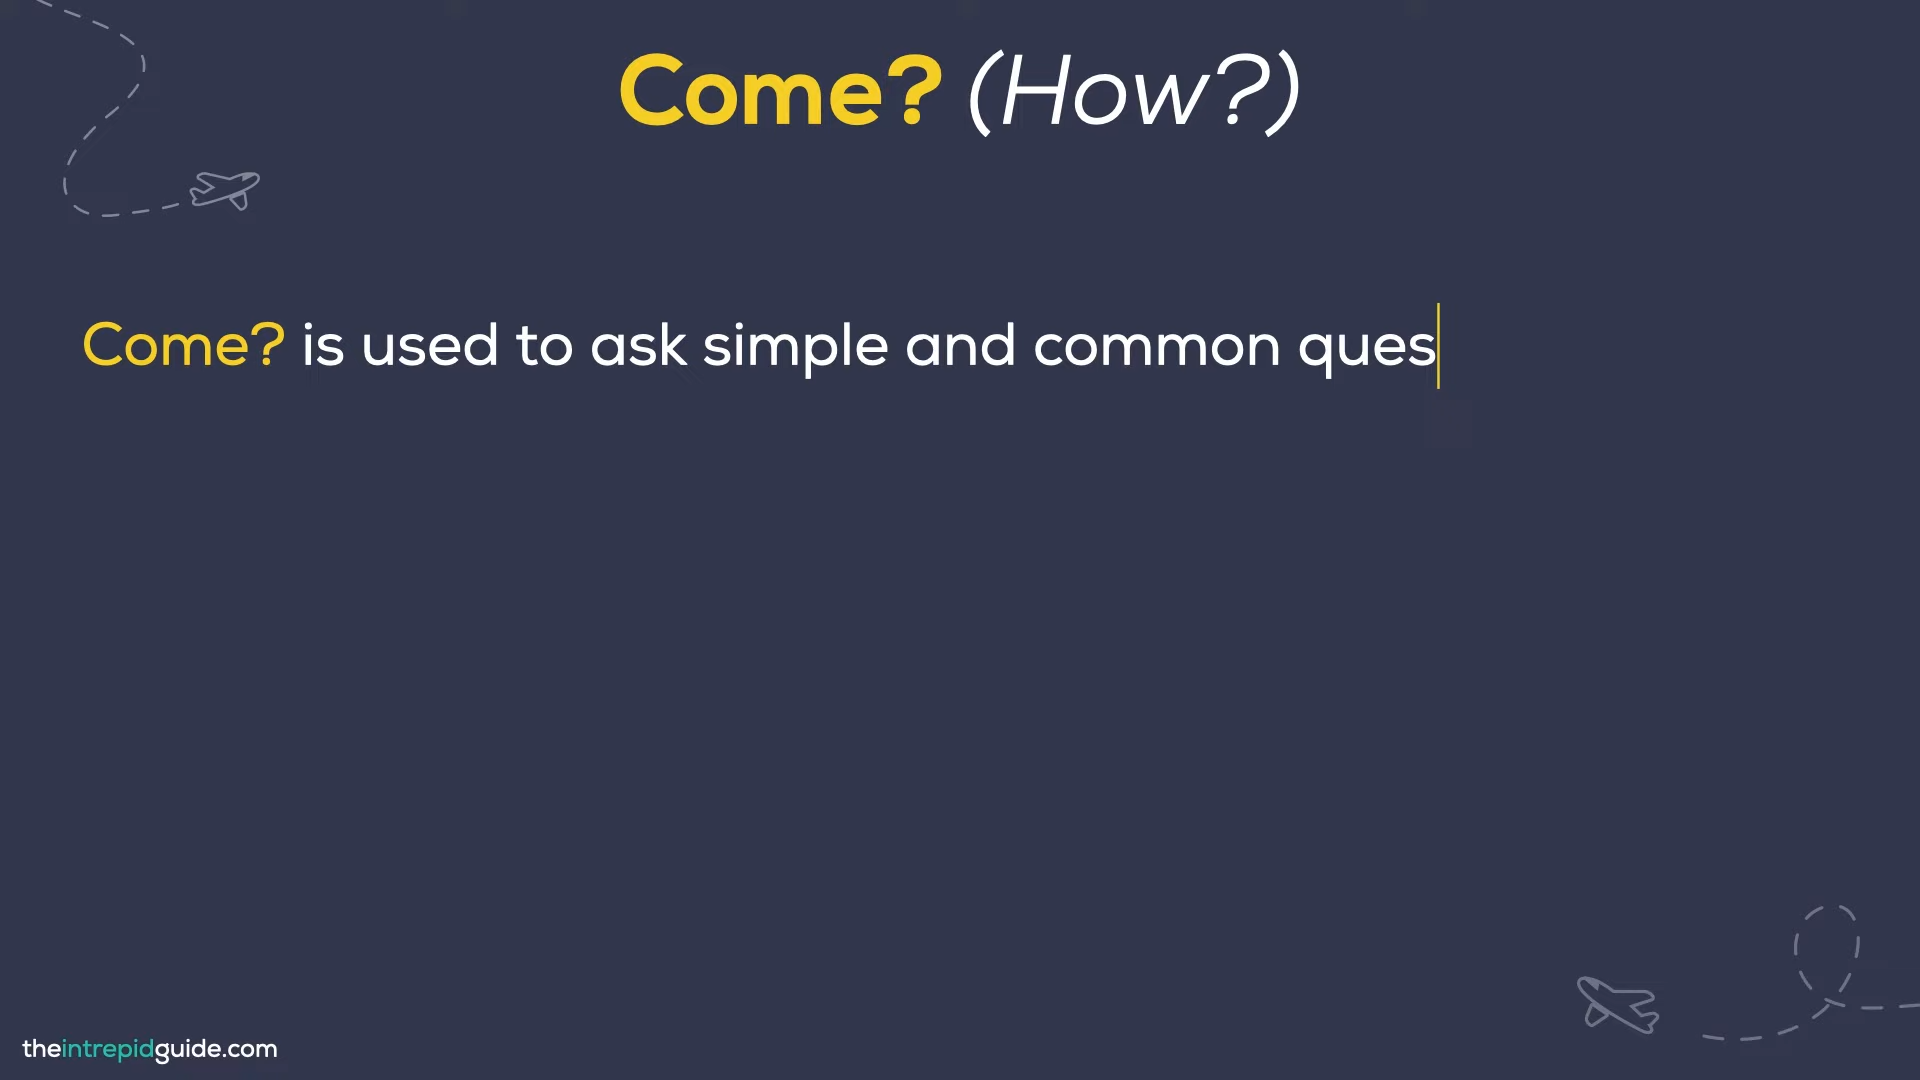 Come? (How?)
Come? is used to ask simple and common ques
theintrepidguide.com